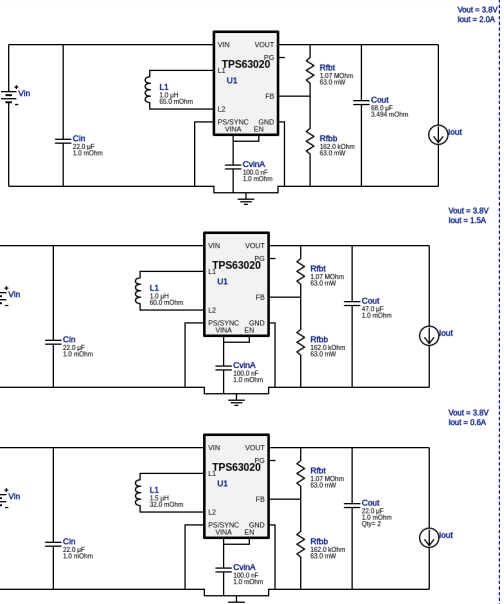 Vout = 3.8V
Iout = 2.0A
VIN
VOUT
PG
TPS63020
L1
U1
L1
1.0 µH
65.0 mOhm
Rfbt
1.07 MOhm
63.0 mW
Vin
FB
Cout
68.0 µF
3.494 mOhm
L2
PS/SYNC
GND
VINA
EN
Iout
Cin
22.0 µF
1.0 mOhm
Rfbb
162.0 kOhm
63.0 mW
CvinA
100.0 nF
1.0 mOhm
Vout = 3.8V
Iout = 1.5A
VIN
VOUT
PG
TPS63020
L1
U1
L1
1.0 µH
60.0 mOhm
Rfbt
1.07 MOhm
63.0 mW
Vin
FB
Cout
47.0 µF
1.0 mOhm
L2
PS/SYNC
GND
VINA
EN
Iout
Cin
22.0 µF
1.0 mOhm
Rfbb
162.0 kOhm
63.0 mW
CvinA
100.0 nF
1.0 mOhm
Vout = 3.8V
Iout = 0.6A
VIN
VOUT
PG
TPS63020
L1
U1
L1
1.5 µH
32.0 mOhm
Rfbt
1.07 MOhm
63.0 mW
Vin
FB
Cout
22.0 µF
1.0 mOhm
Qty= 2
L2
PS/SYNC
GND
VINA
EN
Iout
Cin
22.0 µF
1.0 mOhm
Rfbb
162.0 kOhm
63.0 mW
CvinA
100.0 nF
1.0 mOhm